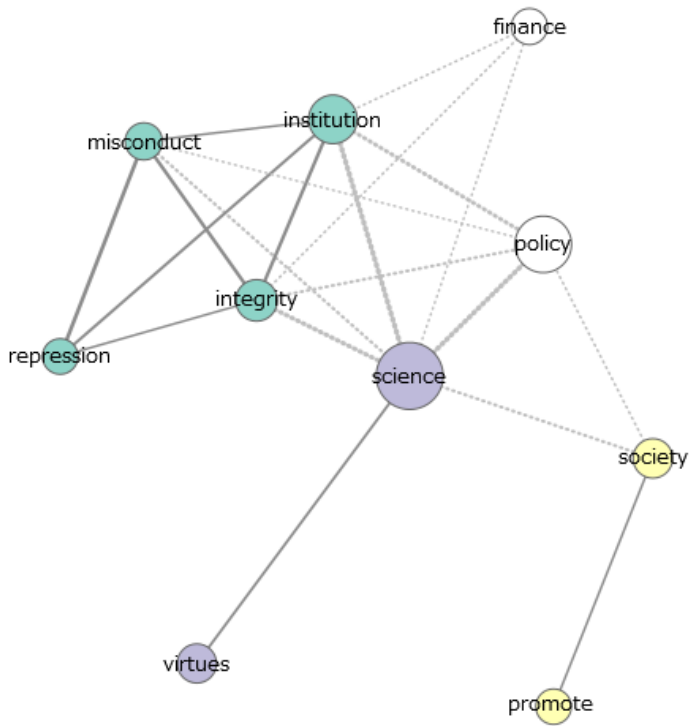 finance
institution
misconduct
policy
integrity
repression
science
society
virtues
promote